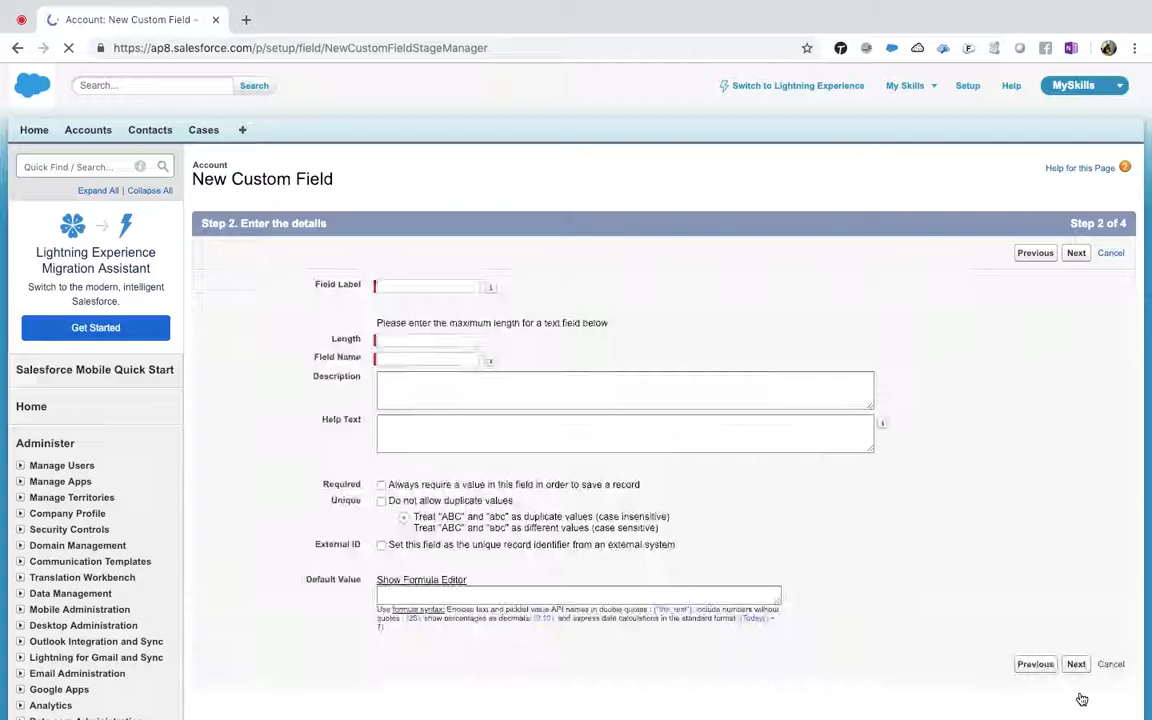 Account: New Custom Field ~
https://ap8.salesforce.com/p/setup/field/NewCustomFieldStageManager
Search...
Search
Switch to Lightning Experience
My Skills
Setup
Help
MySkills
Home
Accounts
Contacts
Cases
+
Quick Find / Search...
Expand All | Collapse All
Lightning Experience
Migration Assistant
Switch to the modern, intelligent
Salesforce.
Get Started
Salesforce Mobile Quick Start
Home
Administer
Manage Users
Manage Apps
Manage Territories
Company Profile
Security Controls
Domain Management
Communication Templates
Translation Workbench
Data Management
Mobile Administration
Desktop Administration
Outlook Integration and Sync
Lightning for Gmail and Sync
Email Administration
Google Apps
Analytics
Account
New Custom Field
Help for this Page
Step 2. Enter the details
Step 2 of 4
Previous
Next
Cancel
Field Label
Please enter the maximum length for a text field below
Length
Field Name
Description
Help Text
Required
Always require a value in this field in order to save a record
Unique
Do not allow duplicate values
Treat "ABC" and "abc" as duplicate values (case insensitive)
Treat "ABC" and "abc" as different values (case sensitive)
External ID
Set this field as the unique record identifier from an external system
Default Value
Show Formula Editor
Use formula syntax: Enclose text and picklist value API names in double quotes : ("the_text"), include numbers without
quotes : (25), show percentages as decimals: (0.10), and express date calculations in the standard format: (Today() +
7)
Previous
Next
Cancel